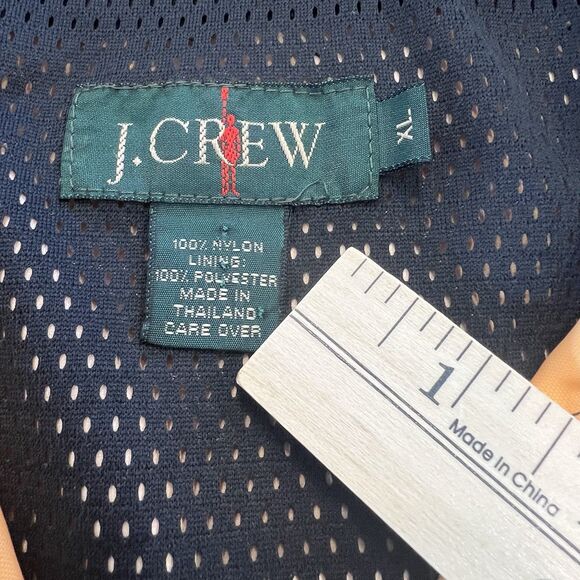 J.CREW
XL
100% NYLON
LINING:
100% POLYESTER
MADE IN
THAILAND
CARE OVER
1
Made in China